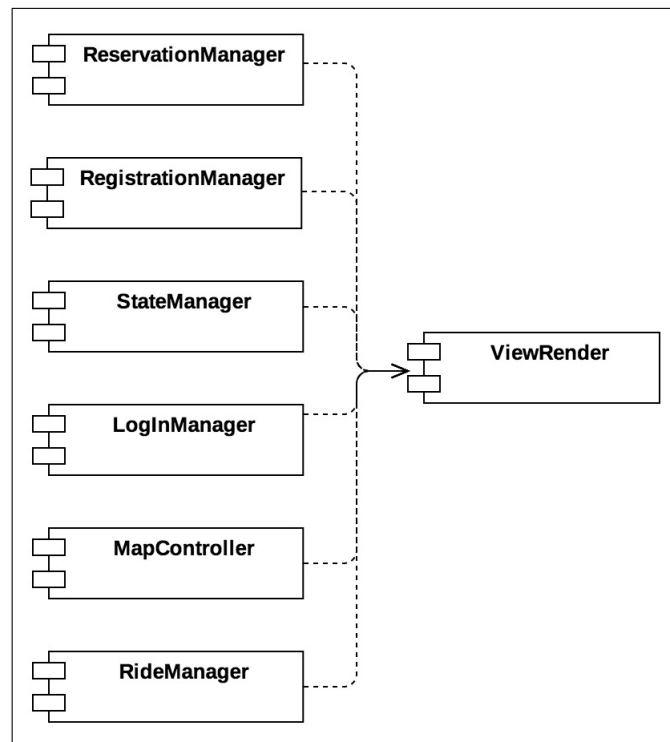 ReservationManager
RegistrationManager
StateManager
ViewRender
LogInManager
MapController
RideManager